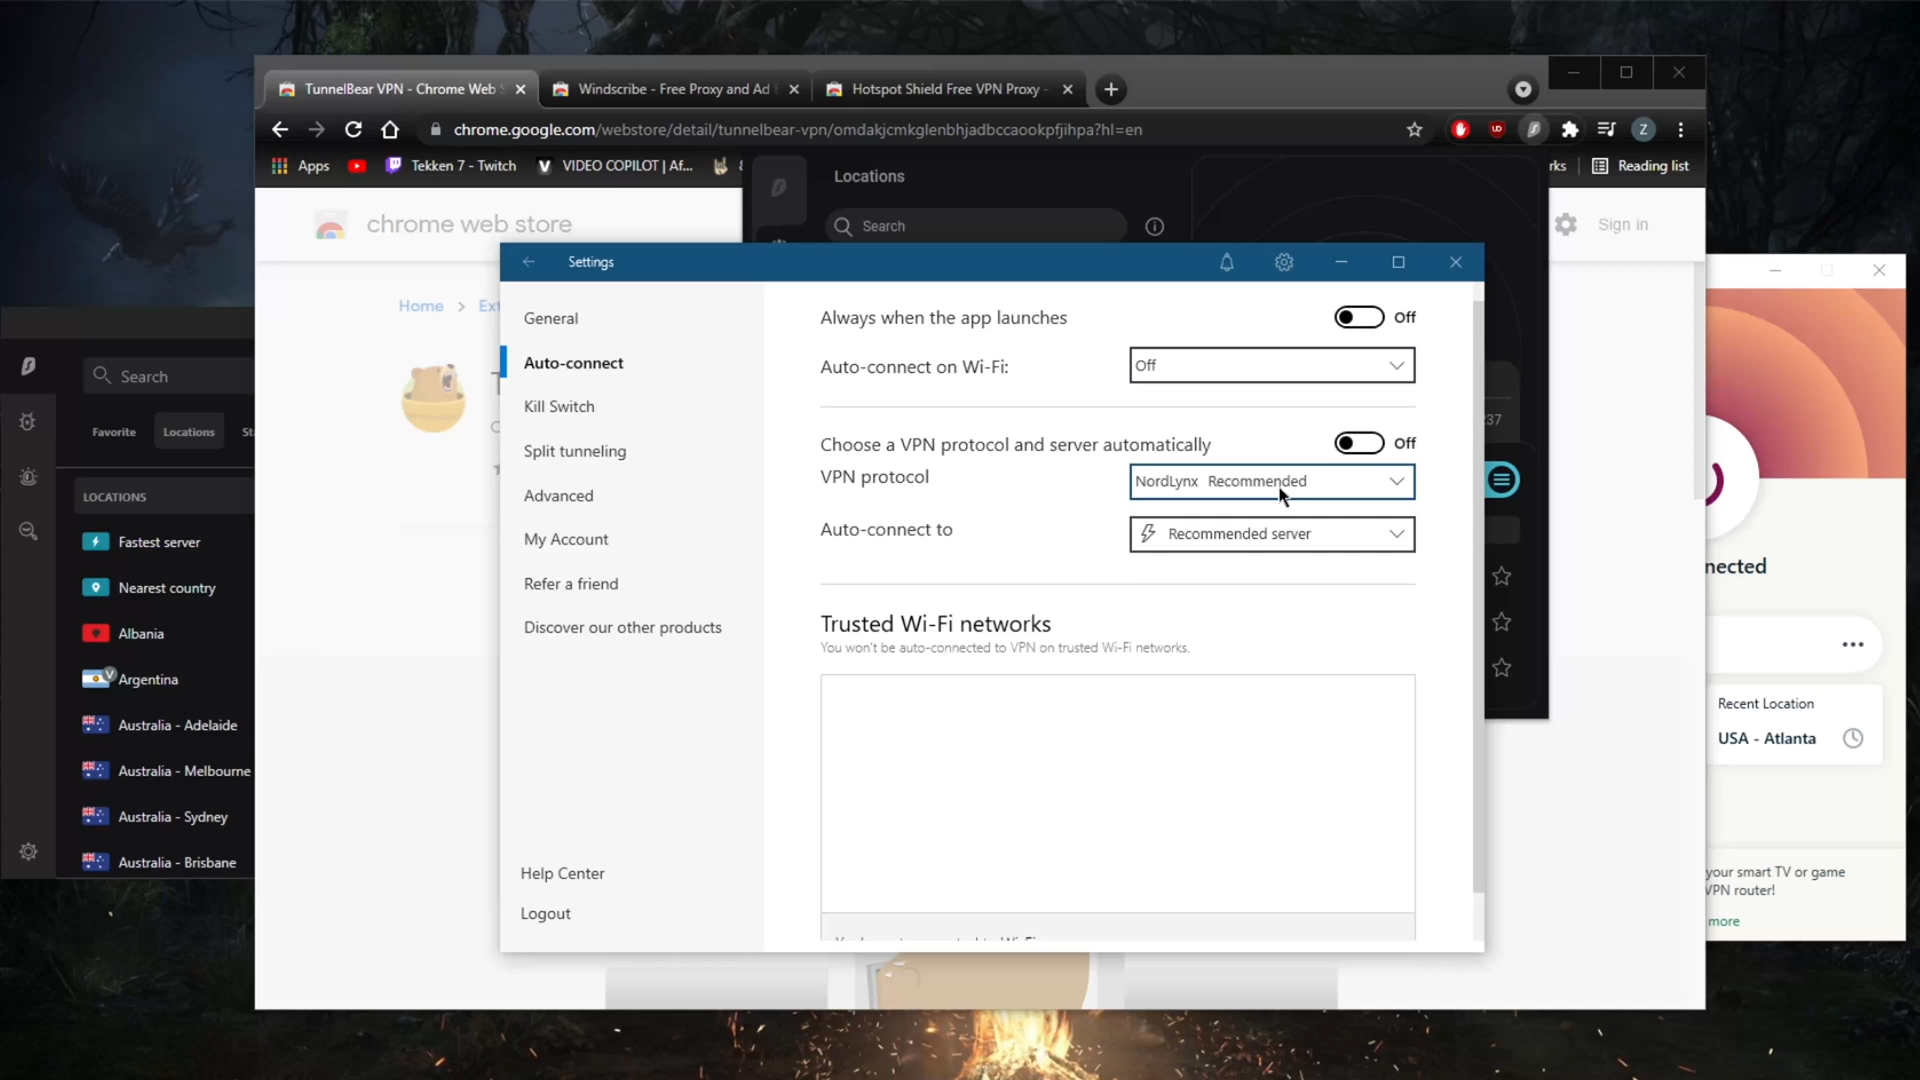 TunnelBear VPN - Chrome Web S
Windscribe - Free Proxy and Ad
Hotspot Shield Free VPN Proxy -
chrome.google.com/webstore/detail/tunnelbear-vpn/omdakjcmkglenbhjadbccaookpfjihpa?hl=en
Z
Apps
Tekken 7 - Twitch
VIDEO COPILOT | Af...
rks
Reading list
chrome web store
Sign in
Home
Ext
Locations
Search
Settings
General
Auto-connect
Kill Switch
Split tunneling
Advanced
My Account
Refer a friend
Discover our other products
Help Center
Logout
Always when the app launches
Off
Auto-connect on Wi-Fi:
Off
Choose a VPN protocol and server automatically
Off
VPN protocol
NordLynx Recommended
Auto-connect to
Recommended server
Trusted Wi-Fi networks
You won't be auto-connected to VPN on trusted Wi-Fi networks.
Search
Favorite
Locations
St
LOCATIONS
Fastest server
Nearest country
Albania
V
Argentina
Australia - Adelaide
Australia - Melbourne
Australia - Sydney
Australia - Brisbane
37
nected
Recent Location
USA - Atlanta
your smart TV or game
VPN router!
more